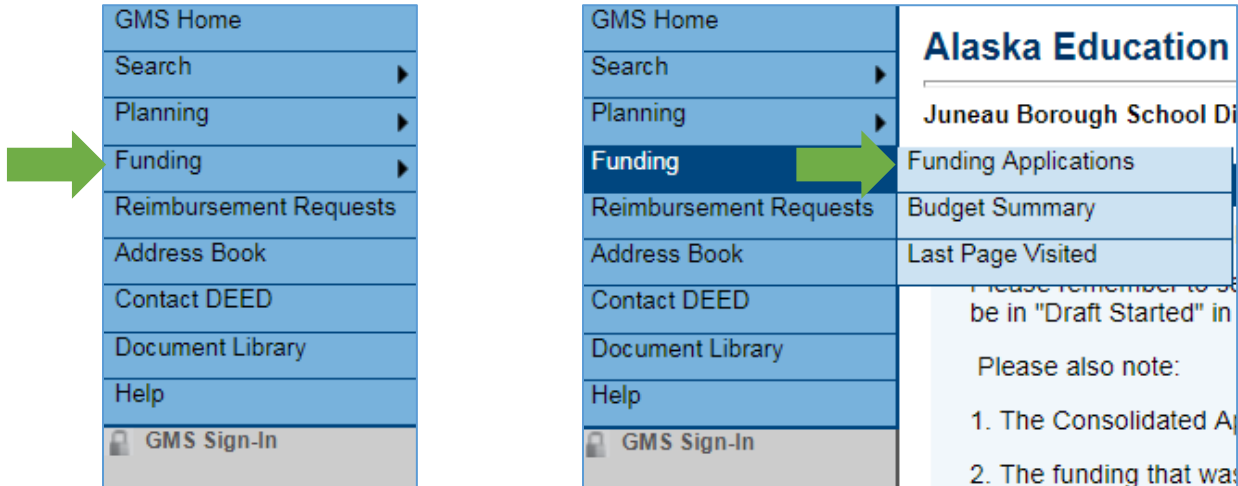 GMS Home
Search
Planning
Funding
Reimbursement Requests
Address Book
Contact DEED
Document Library
Help
GMS Sign-In
GMS Home
Search
Planning
Funding
Reimbursement Requests
Address Book
Contact DEED
Document Library
Help
GMS Sign-In
Alaska Education
Juneau Borough School Di
Funding Applications
Budget Summary
Last Page Visited
Please remember to
be in "Draft Started" in
Please also note:
1. The Consolidated A
2. The funding that was